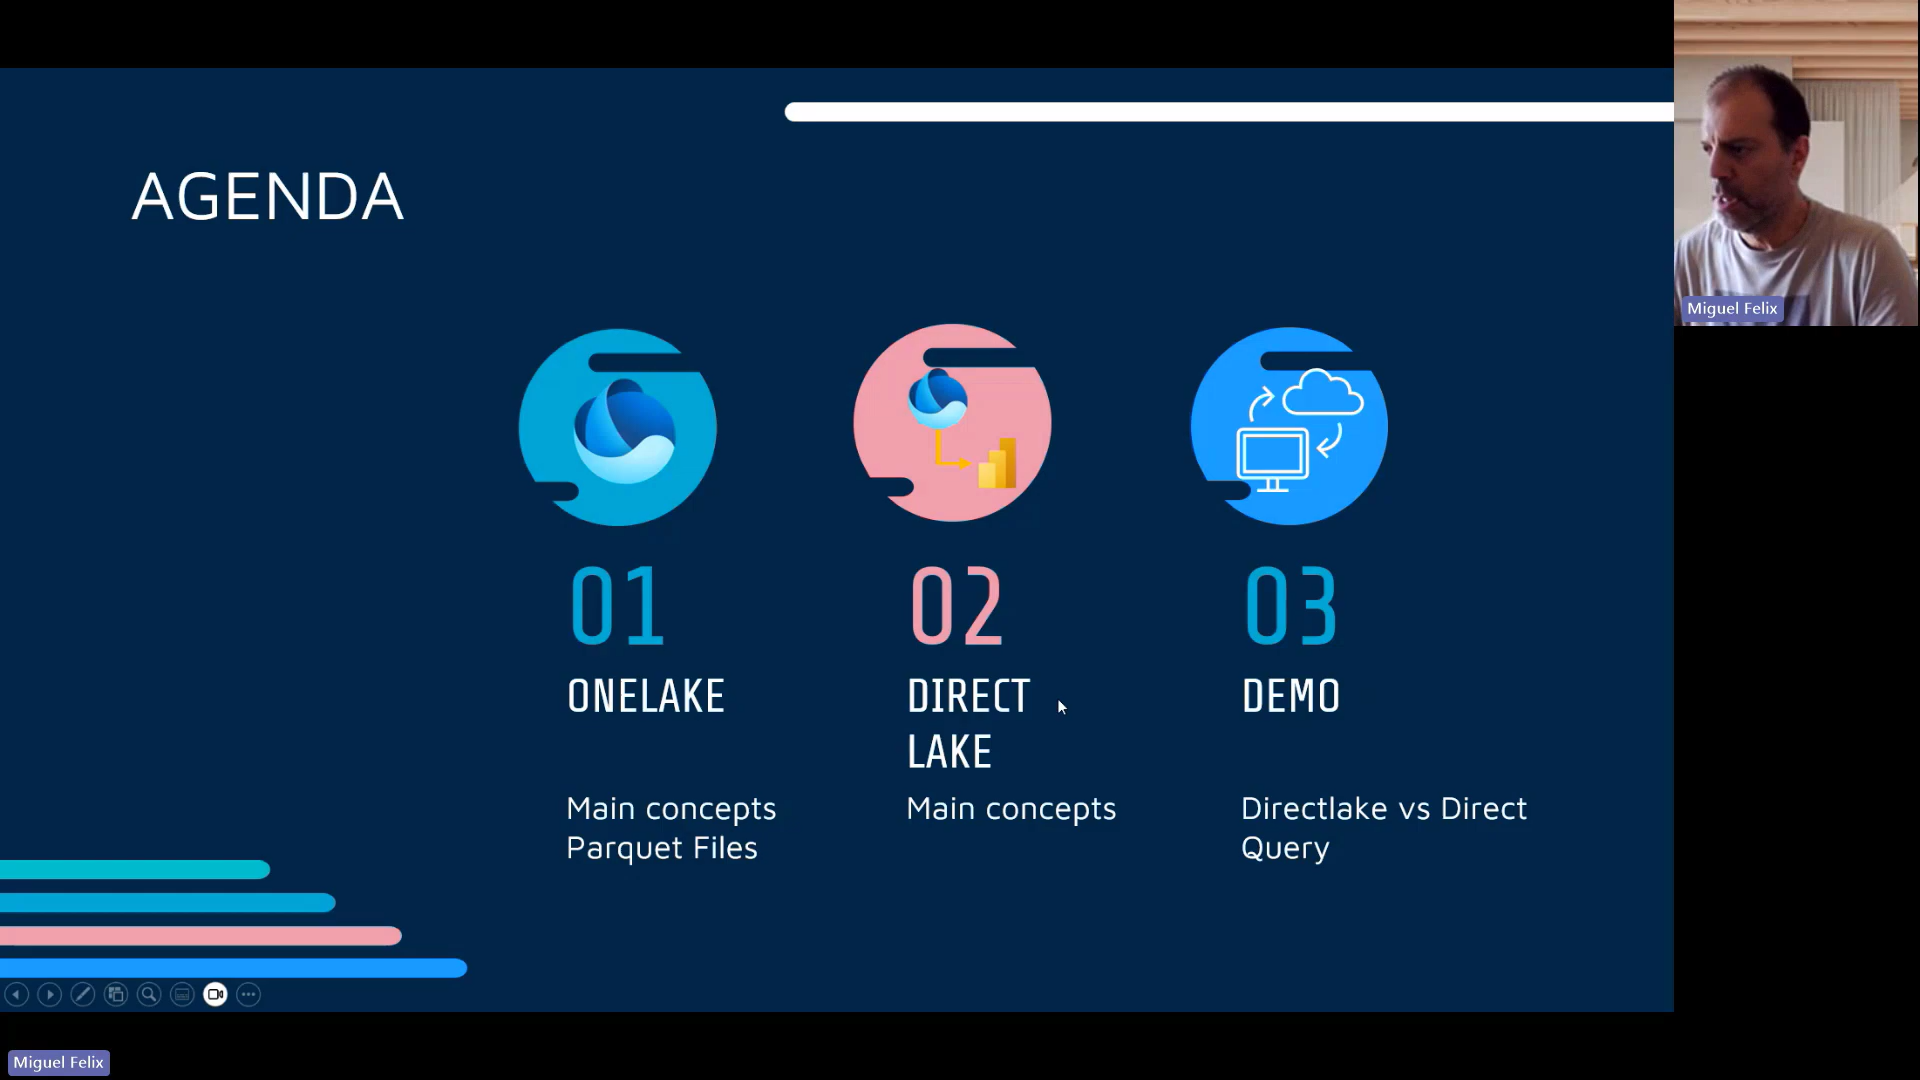 AGENDA
Miguel Felix
01
ONELAKE
Main concepts
Parquet Files
02
DIRECT
LAKE
Main concepts
03
DEMO
Directlake vs Direct
Query
Miguel Felix